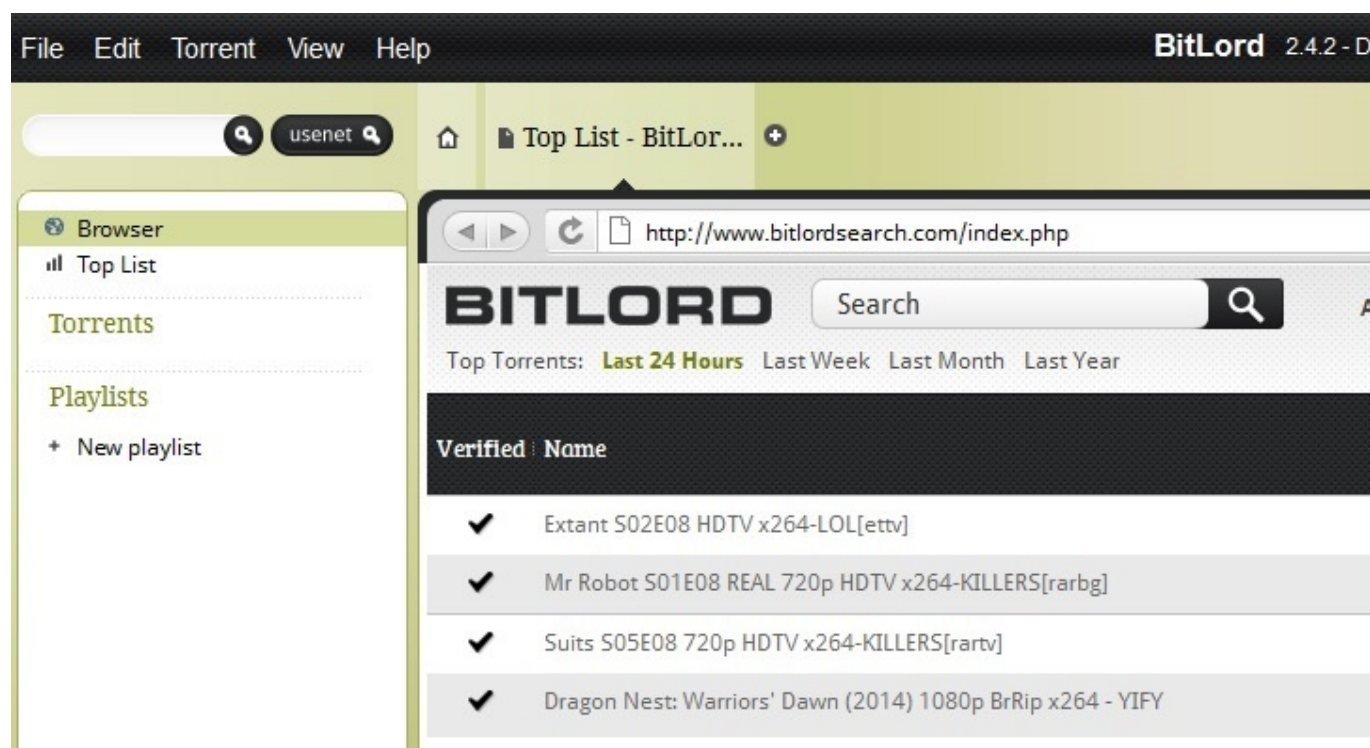 File Edit Torrent View Help
BitLord 2.4.2 - D
usenet
Top List - BitLor...
Browser
Top List
Torrents
Playlists
+ New playlist
http://www.bitlordsearch.com/index.php
BITLORD
Search
A
Top Torrents: Last 24 Hours Last Week Last Month Last Year
Verified Name
Extant S02E08 HDTV x264-LOL[ettv]
Mr Robot S01E08 REAL 720p HDTV x264-KILLERS[rarbg]
Suits S05E08 720p HDTV x264-KILLERS[rartv]
Dragon Nest: Warriors' Dawn (2014) 1080p BrRip x264 - YIFY